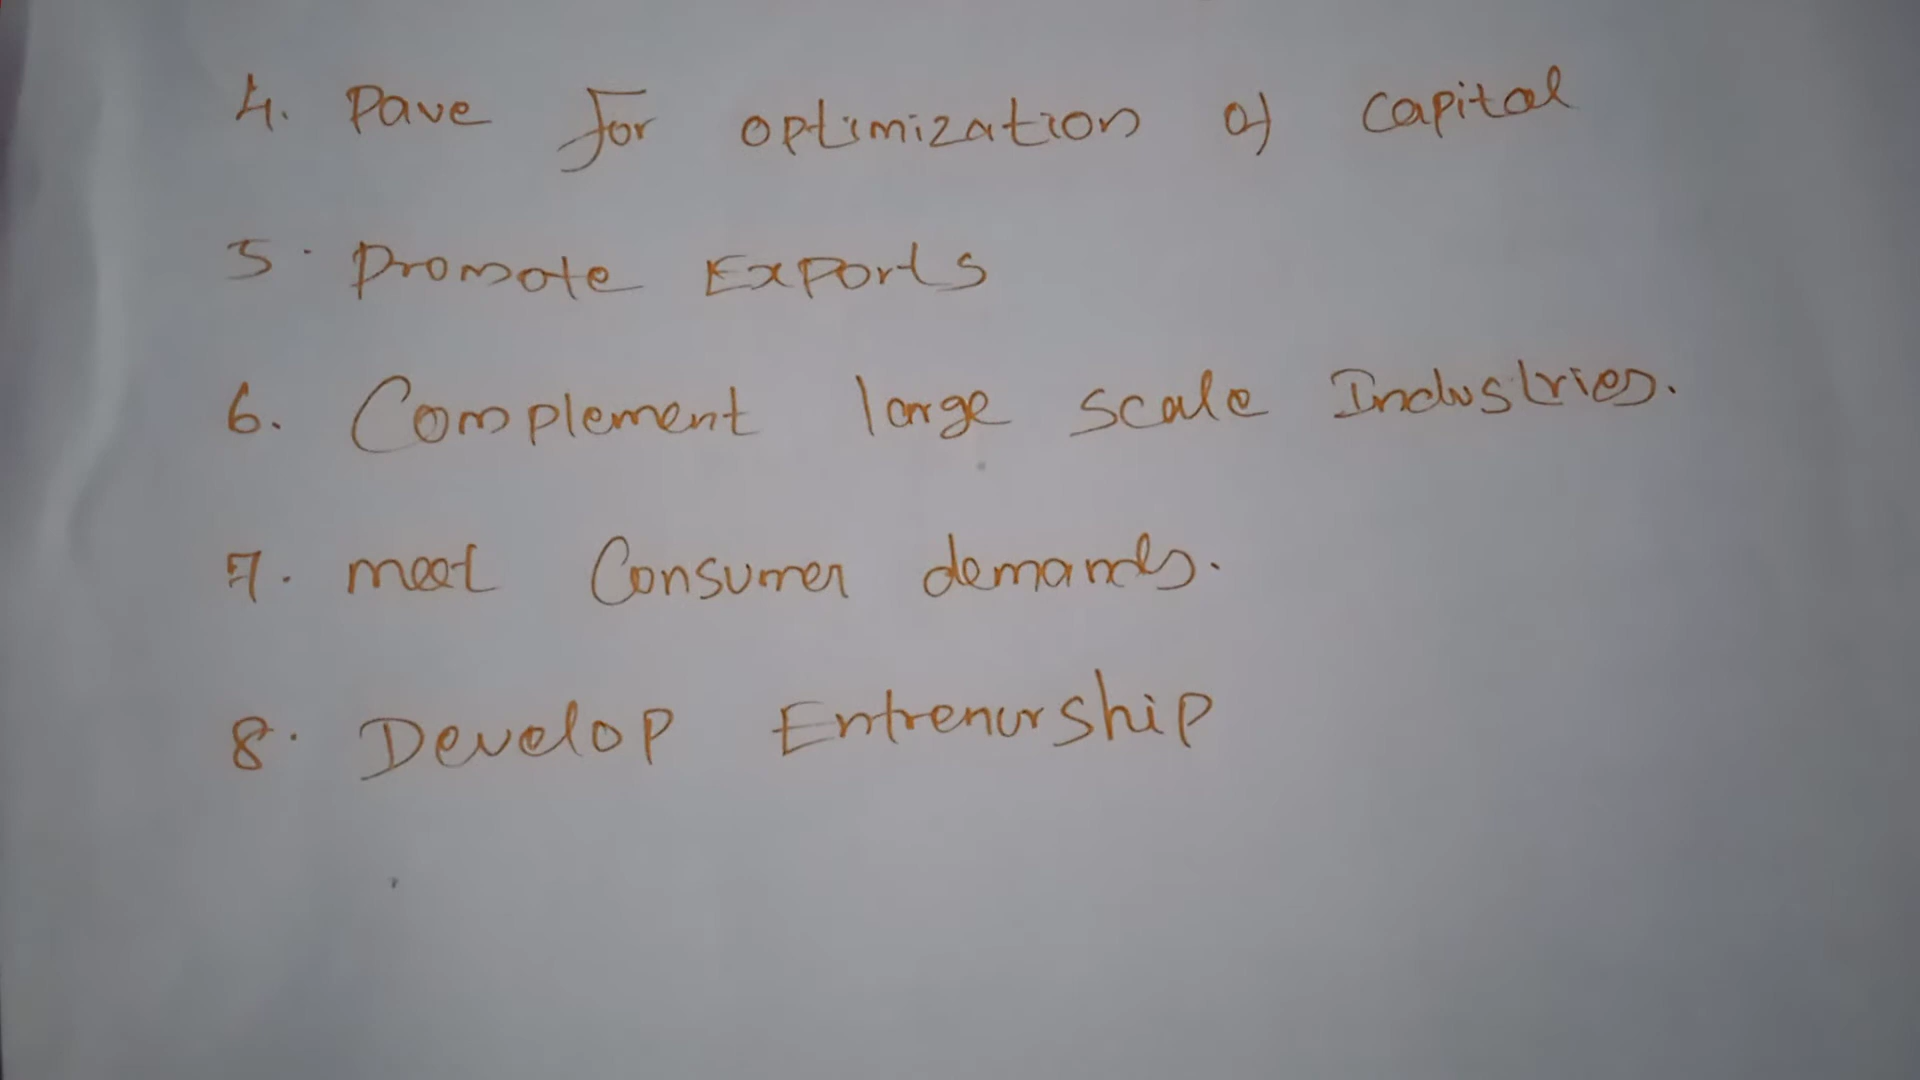 4. Pave for optimization of capital
5. Promote Exports
6. Complement large scale Industries.
7. meet Consumer demands.
8. Develop Entrenurship